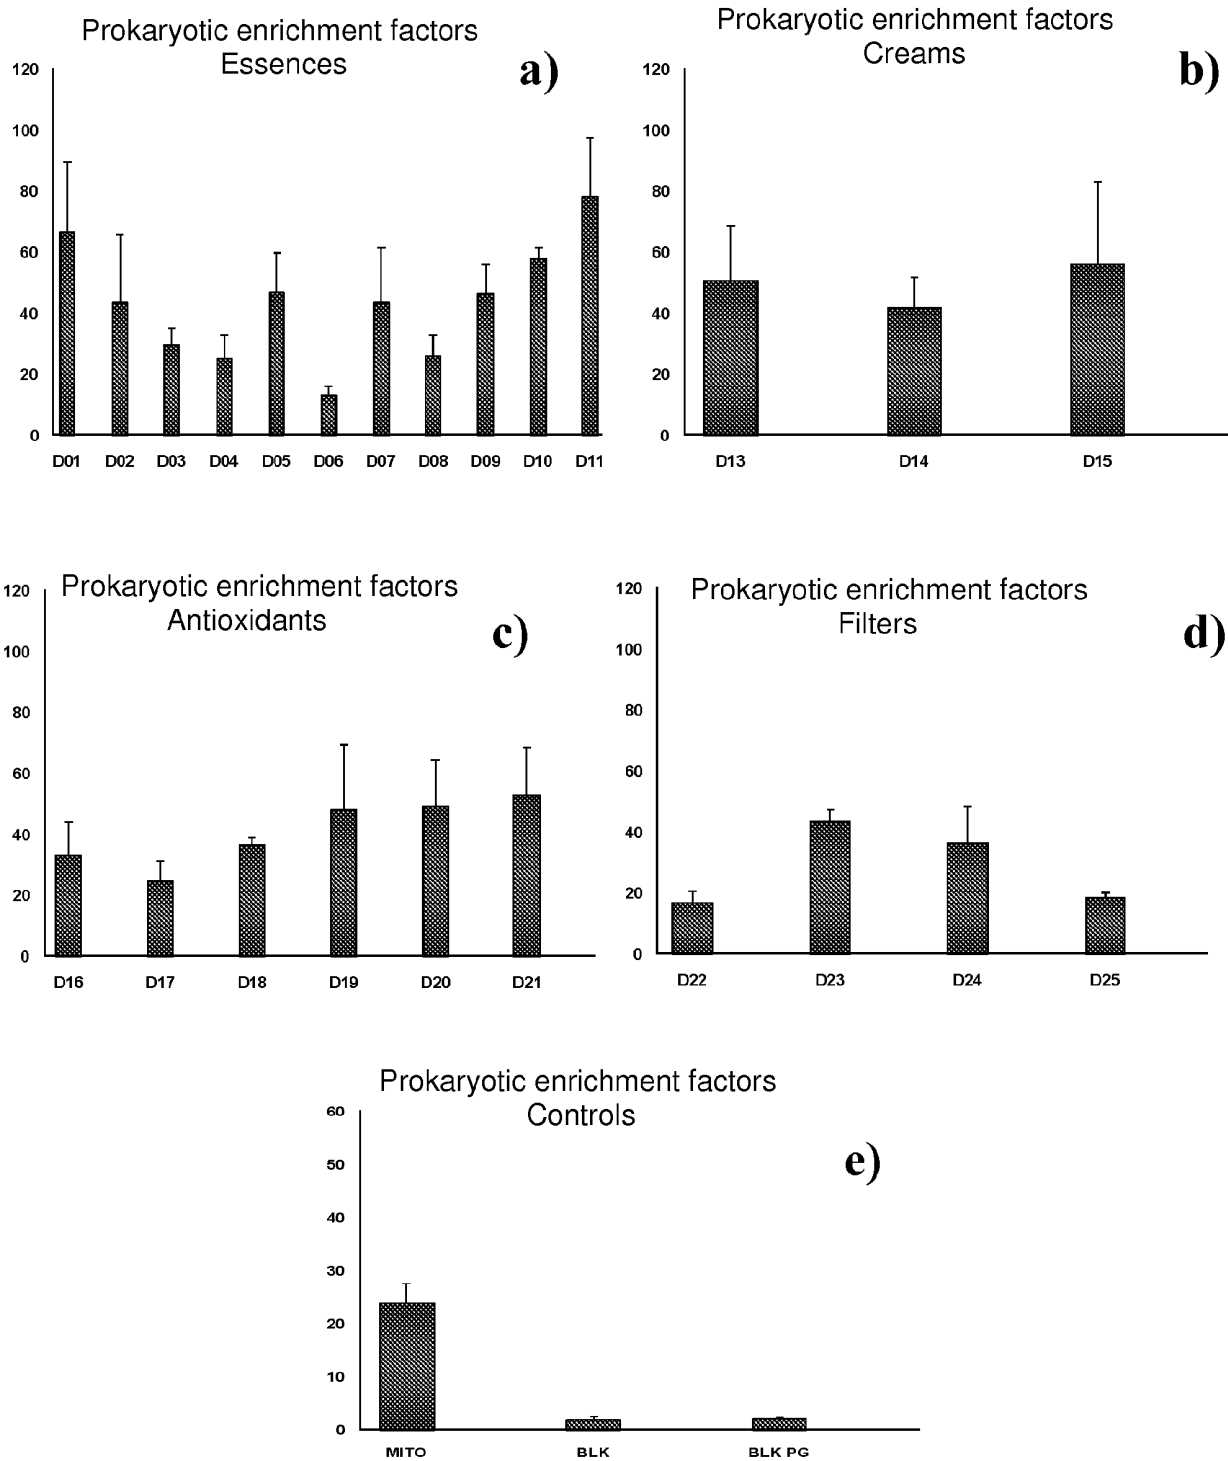 Prokaryotic enrichment factors
Essences
a)
120
100
80
60
40
20
0
D01 D02 D03 D04 D05 D06 D07 D08 D09 D10 D11
Prokaryotic enrichment factors
Creams
b)
120
100
80
60
40
20
0
D13 D14 D15
Prokaryotic enrichment factors
Antioxidants
c)
120
100
80
60
40
20
0
D16 D17 D18 D19 D20 D21
Prokaryotic enrichment factors
Filters
d)
120
100
80
60
40
20
0
D22 D23 D24 D25
Prokaryotic enrichment factors
Controls
e)
60
50
40
30
20
10
0
MITO BLK BLK PG